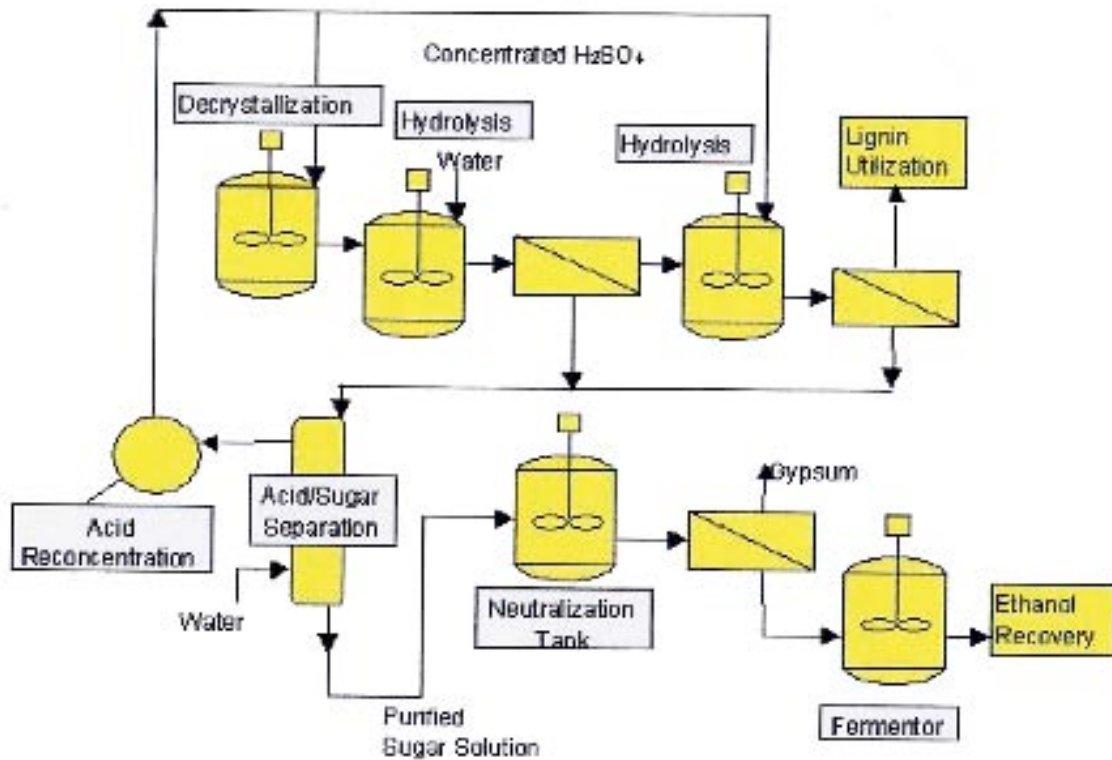 Concentrated H₂SO₄
Decrystallization
Hydrolysis
Water
Hydrolysis
Lignin
Utilization
Acid
Reconcentration
Acid/Sugar
Separation
Water
Purified
Sugar Solution
Neutralization
Tank
Gypsum
Fermentor
Ethanol
Recovery